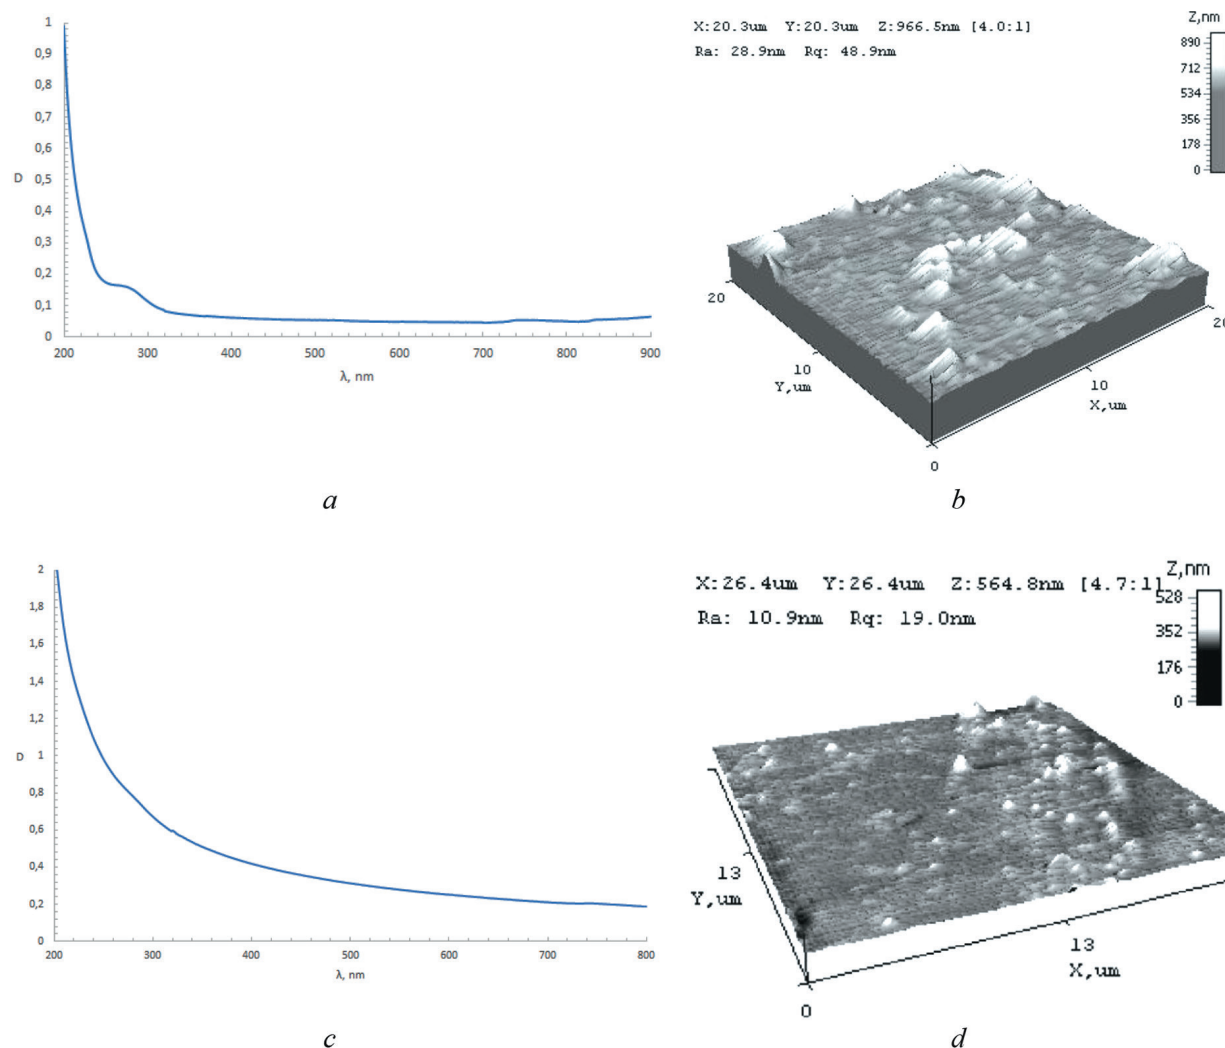 1
0,9
0,8
0,7
0,6
D
0,5
0,4
0,3
0,2
0,1
0
200 300 400 500 600 700 800 900
λ, nm
a
X:20.3um Y:20.3um Z:966.5nm [4.0:1]
Ra: 28.9nm Rq: 48.9nm
Z,nm
890
712
534
356
178
0
20
10
Y,um
0
10
X,um
20
b
2
1,8
1,6
1,4
1,2
D
1
0,8
0,6
0,4
0,2
0
200 300 400 500 600 700 800
λ, nm
c
X:26.4um Y:26.4um Z:564.8nm [4.7:1]
Ra: 10.9nm Rq: 19.0nm
Z,nm
528
352
176
0
13
Y,um
0
13
X,um
d